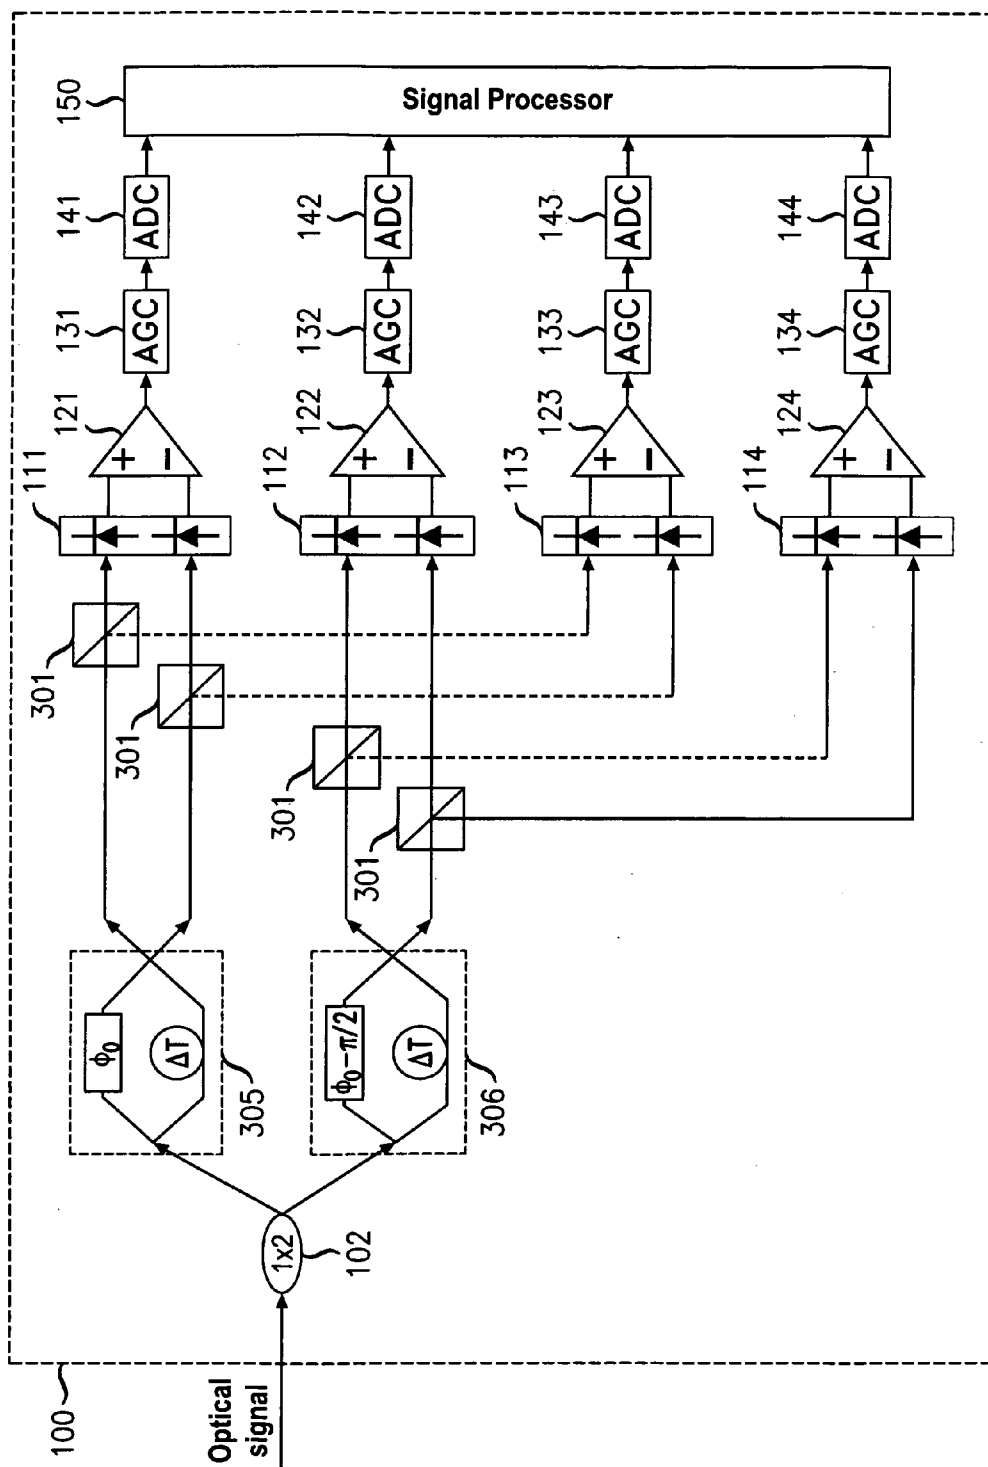 100
Optical
signal
1x2
102
ϕ0
ΔT
305
ϕ0−π/2
ΔT
306
301
301
301
301
111
+
−
121
131
AGC
141
ADC
112
+
−
122
132
AGC
142
ADC
113
+
−
123
133
AGC
143
ADC
114
+
−
124
134
AGC
144
ADC
150
Signal Processor